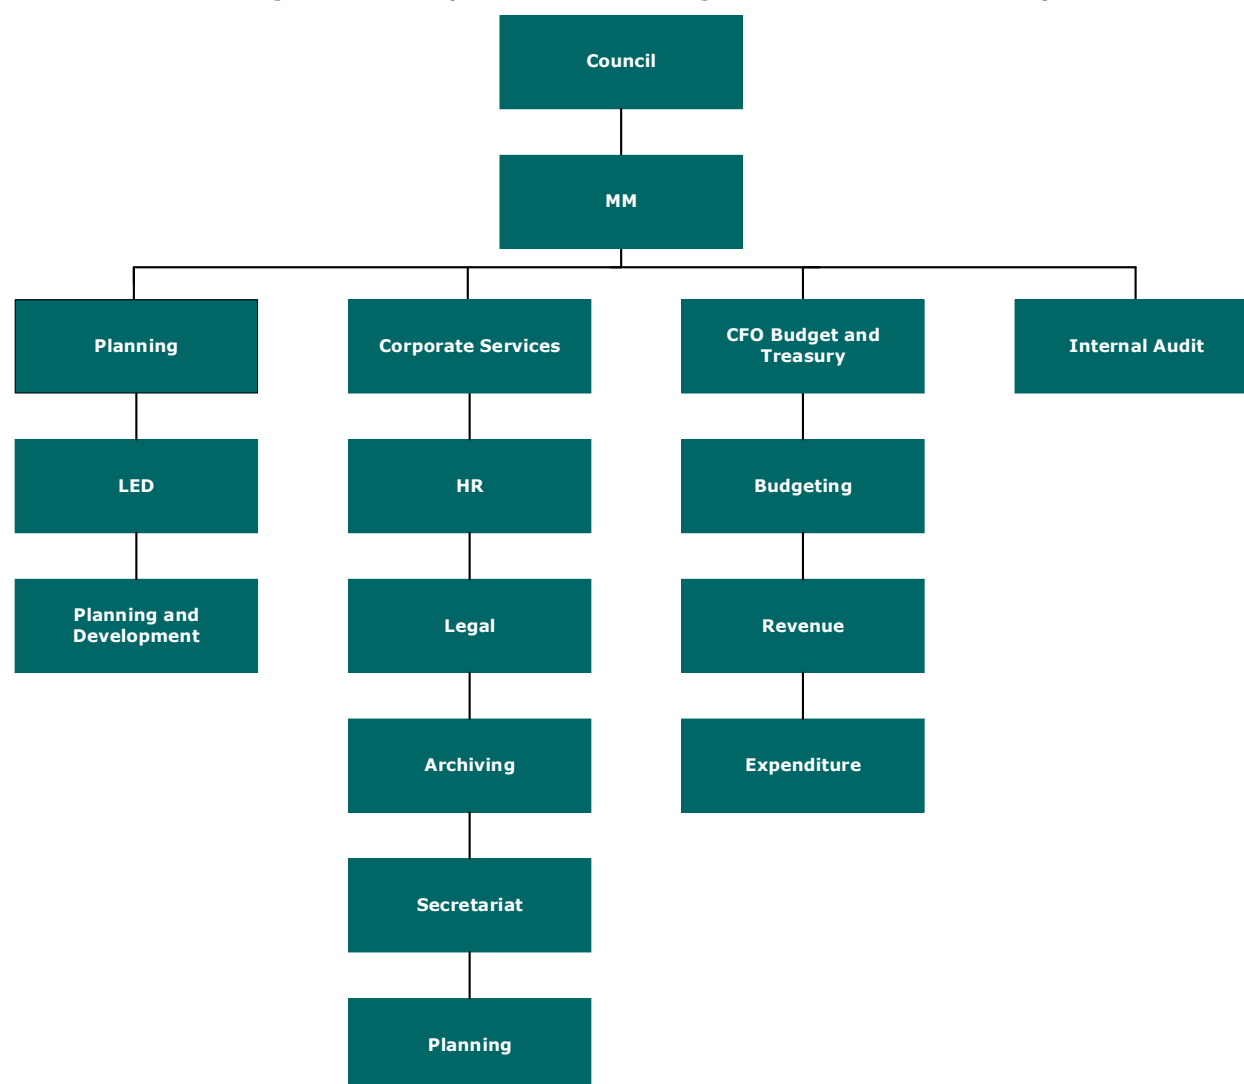 Council
MM
Planning
Corporate Services
CFO Budget and
Treasury
Internal Audit
LED
HR
Budgeting
Planning and
Development
Legal
Revenue
Archiving
Expenditure
Secretariat
Planning